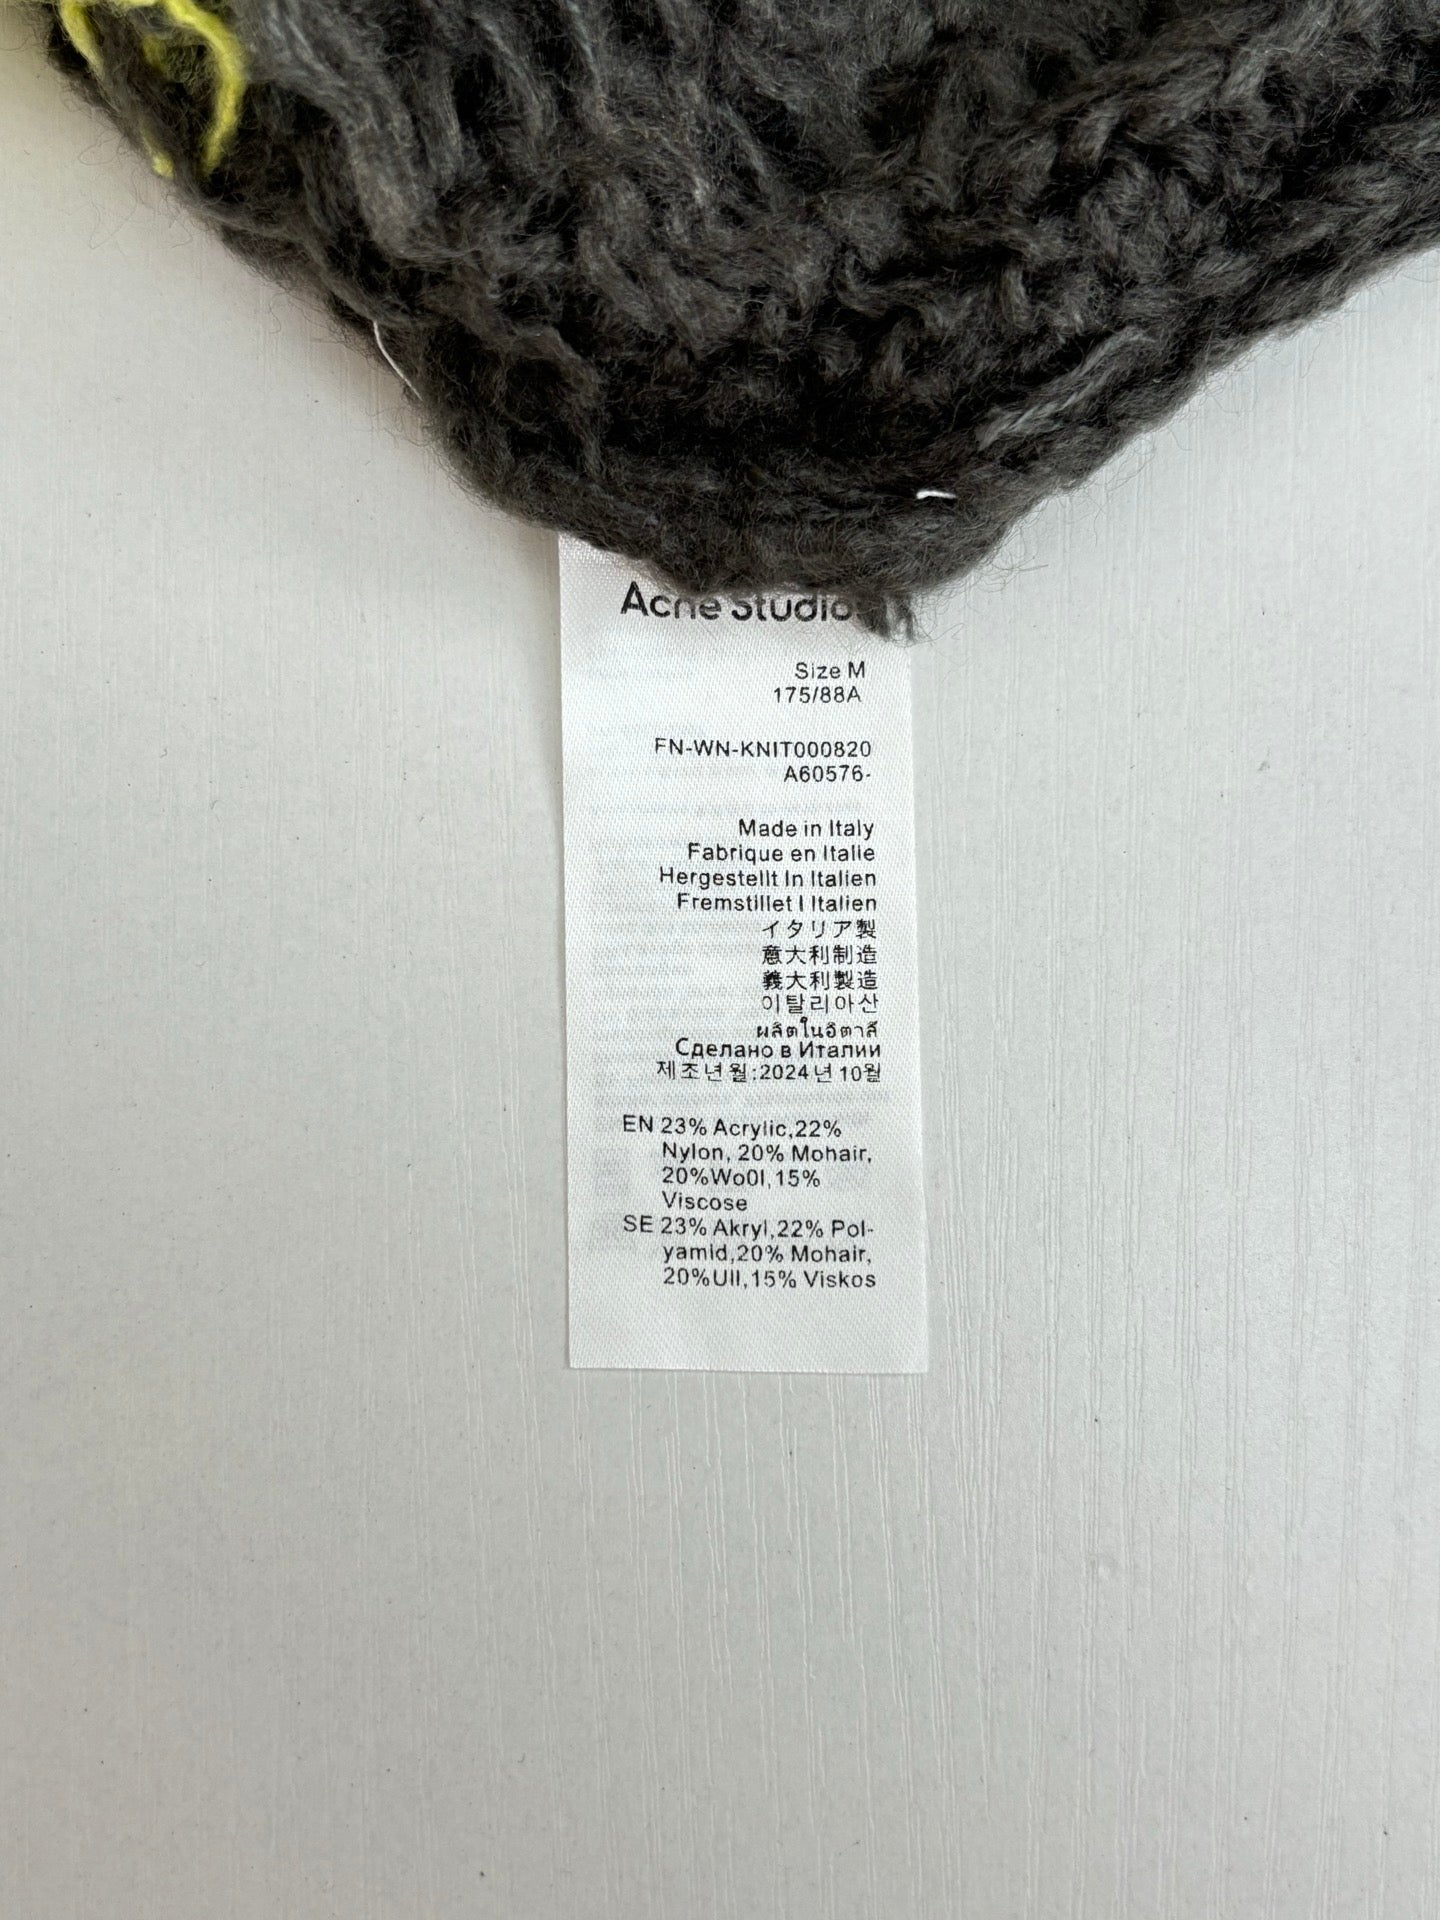 Acne Studio
Size M
175/88A
FN-WN-KNIT000820
A60576-
Made in Italy
Fabrique en Italie
Hergestellt In Italien
Fremstillet I Italien
イタリア製
意大利制造
義大利製造
이탈리아산
ผลิตในอิตาลี
Сделано в Италии
제조년월:2024년 10월
EN 23% Acrylic,22%
Nylon, 20% Mohair,
20%Wo0l,15%
Viscose
SE 23% Akryl,22% Pol-
yamid,20% Mohair,
20%Ull,15% Viskos